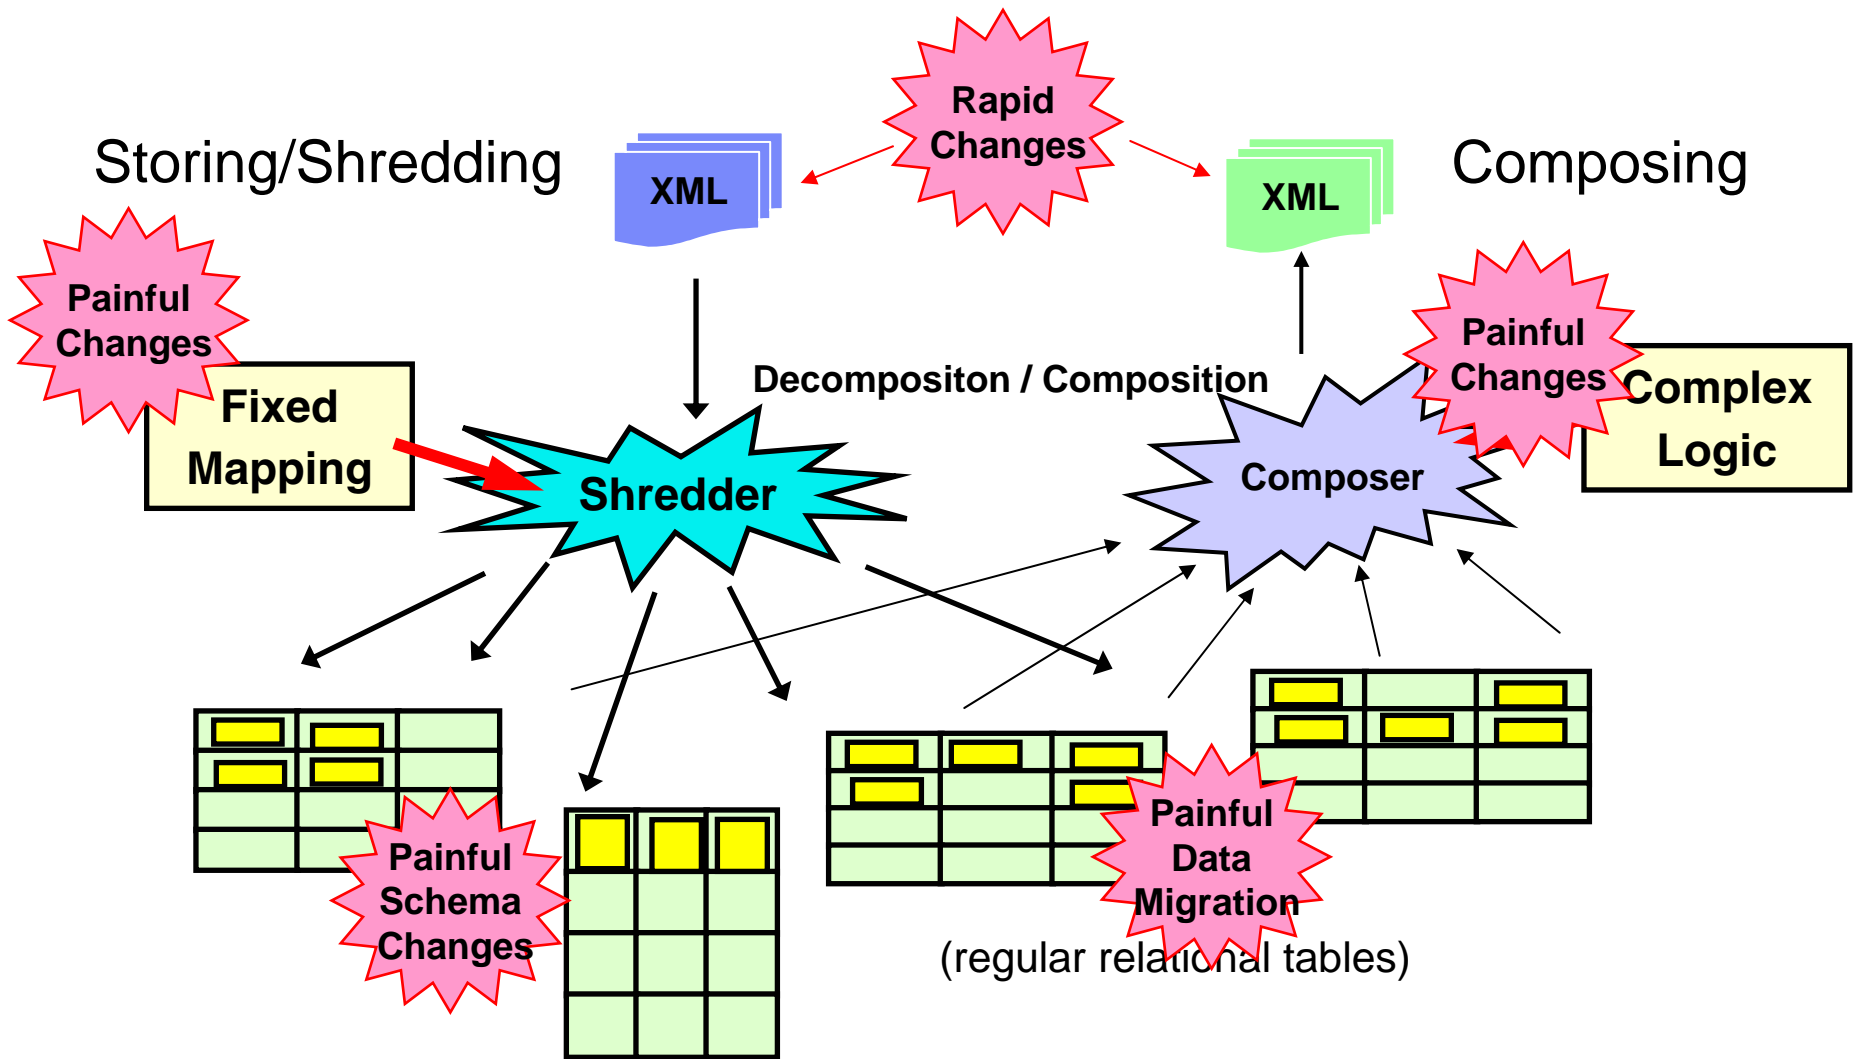 Rapid
Changes
Storing/Shredding
XML
XML
Composing
Painful
Changes
Painful
Changes
Decompositon / Composition
Fixed
Mapping
Complex
Logic
Shredder
Composer
Painful
Schema
Changes
Painful
Data
Migration
(regular relational tables)